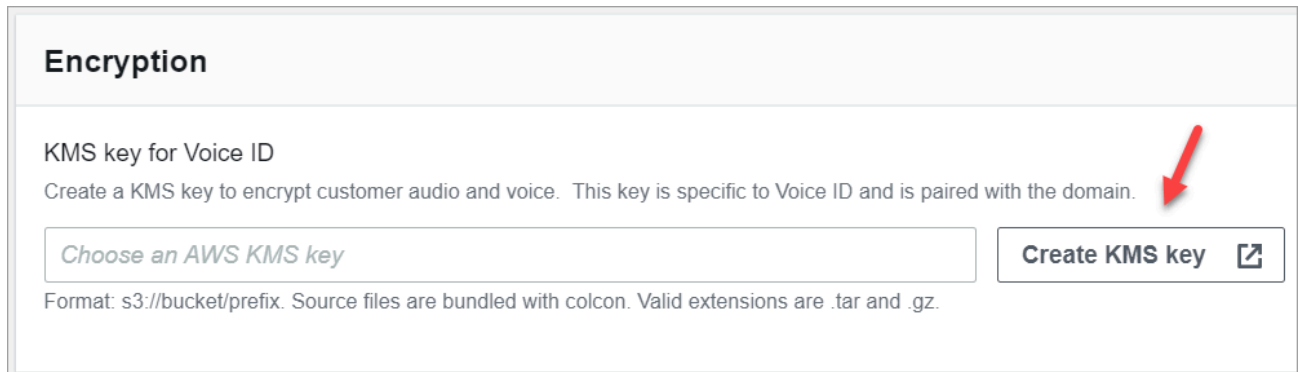 Encryption
KMS key for Voice ID
Create a KMS key to encrypt customer audio and voice.  This key is specific to Voice ID and is paired with the domain.
Choose an AWS KMS key
Create KMS key
Format: s3://bucket/prefix. Source files are bundled with colcon. Valid extensions are .tar and .gz.